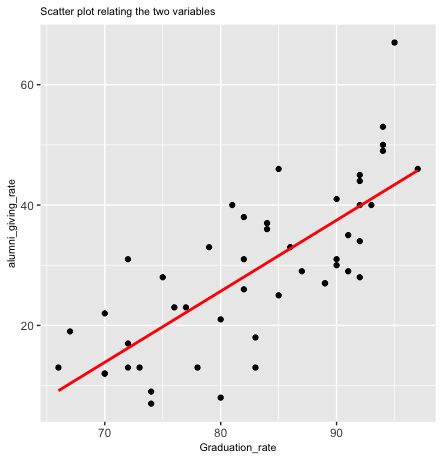 Scatter plot relating the two variables
60
40
20
alumni_giving_rate
70 80 90
Graduation_rate